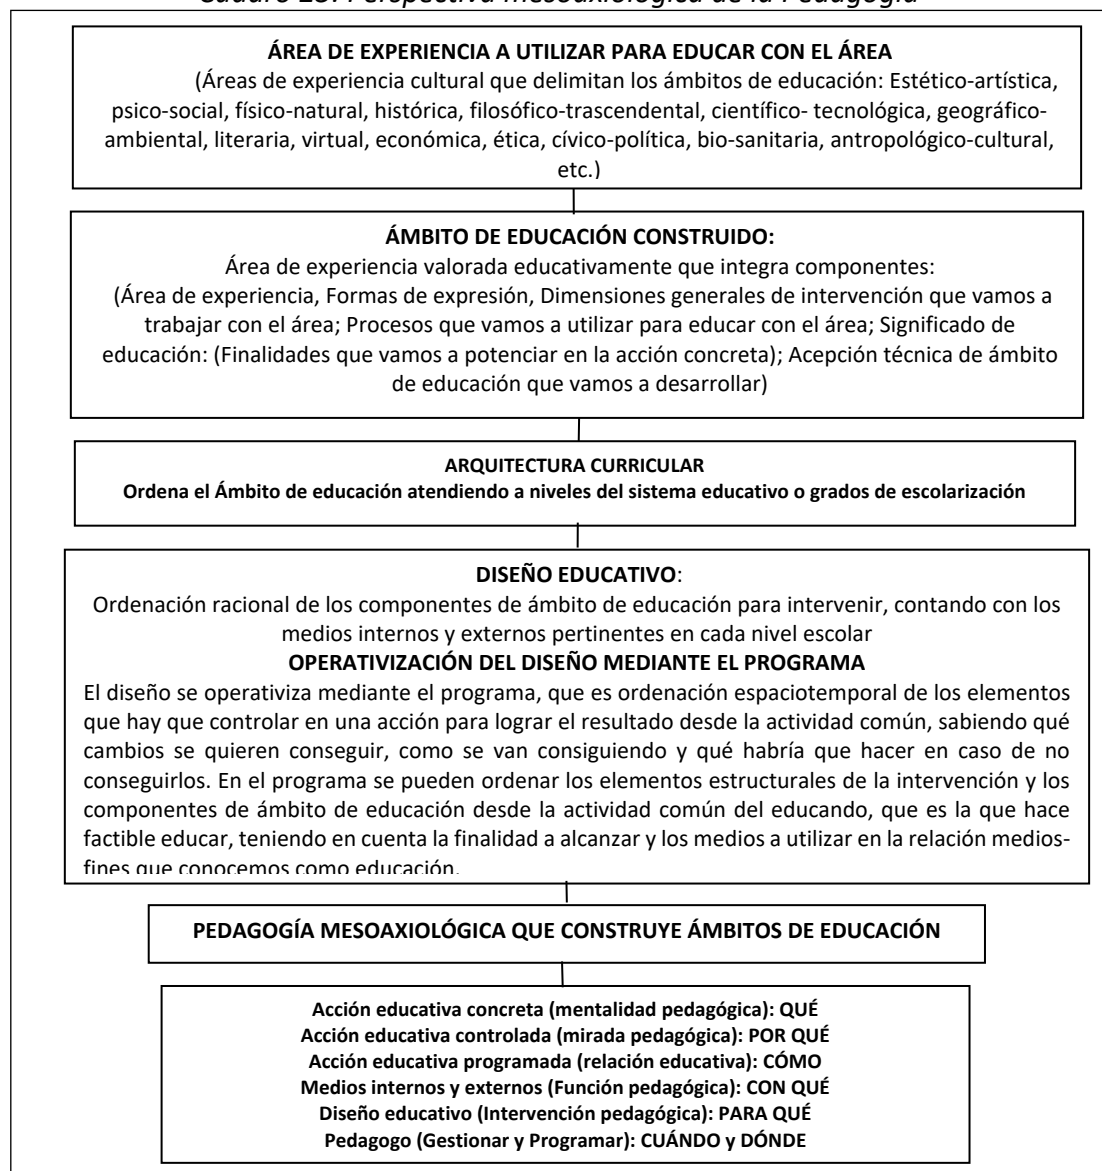 Cuadro 23. Perspectiva mesoaxiológica de la Pedagogía
ÁREA DE EXPERIENCIA A UTILIZAR PARA EDUCAR CON EL ÁREA
(Áreas de experiencia cultural que delimitan los ámbitos de educación: Estético-artística,
psico-social, físico-natural, histórica, filosófico-trascendental, científico- tecnológica, geográfico-
ambiental, literaria, virtual, económica, ética, cívico-política, bio-sanitaria, antropológico-cultural,
etc.)
ÁMBITO DE EDUCACIÓN CONSTRUIDO:
Área de experiencia valorada educativamente que integra componentes:
(Área de experiencia, Formas de expresión, Dimensiones generales de intervención que vamos a
trabajar con el área; Procesos que vamos a utilizar para educar con el área; Significado de
educación: (Finalidades que vamos a potenciar en la acción concreta); Acepción técnica de ámbito
de educación que vamos a desarrollar)
ARQUITECTURA CURRICULAR
Ordena el Ámbito de educación atendiendo a niveles del sistema educativo o grados de escolarización
DISEÑO EDUCATIVO:
Ordenación racional de los componentes de ámbito de educación para intervenir, contando con los
medios internos y externos pertinentes en cada nivel escolar
OPERATIVIZACIÓN DEL DISEÑO MEDIANTE EL PROGRAMA
El diseño se operativiza mediante el programa, que es ordenación espaciotemporal de los elementos
que hay que controlar en una acción para lograr el resultado desde la actividad común, sabiendo qué
cambios se quieren conseguir, como se van consiguiendo y qué habría que hacer en caso de no
conseguirlos. En el programa se pueden ordenar los elementos estructurales de la intervención y los
componentes de ámbito de educación desde la actividad común del educando, que es la que hace
factible educar, teniendo en cuenta la finalidad a alcanzar y los medios a utilizar en la relación medios-
fines que conocemos como educación.
PEDAGOGÍA MESOAXIOLÓGICA QUE CONSTRUYE ÁMBITOS DE EDUCACIÓN
Acción educativa concreta (mentalidad pedagógica): QUÉ
Acción educativa controlada (mirada pedagógica): POR QUÉ
Acción educativa programada (relación educativa): CÓMO
Medios internos y externos (Función pedagógica): CON QUÉ
Diseño educativo (Intervención pedagógica): PARA QUÉ
Pedagogo (Gestionar y Programar): CUÁNDO y DÓNDE